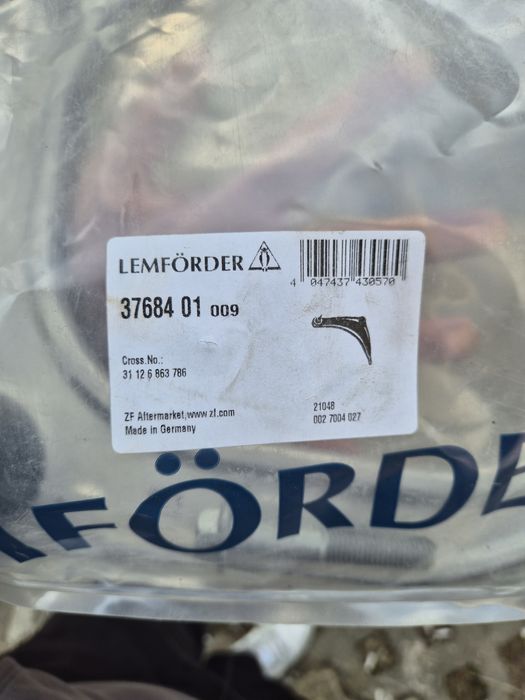 LEMFÖRDER
4 047437 430570
37684 01 009
Cross.No.:
31 12 6 863 786
ZF Aftermarket,www.zf.com
Made in Germany
21048
002 7004 027
FÖRDE